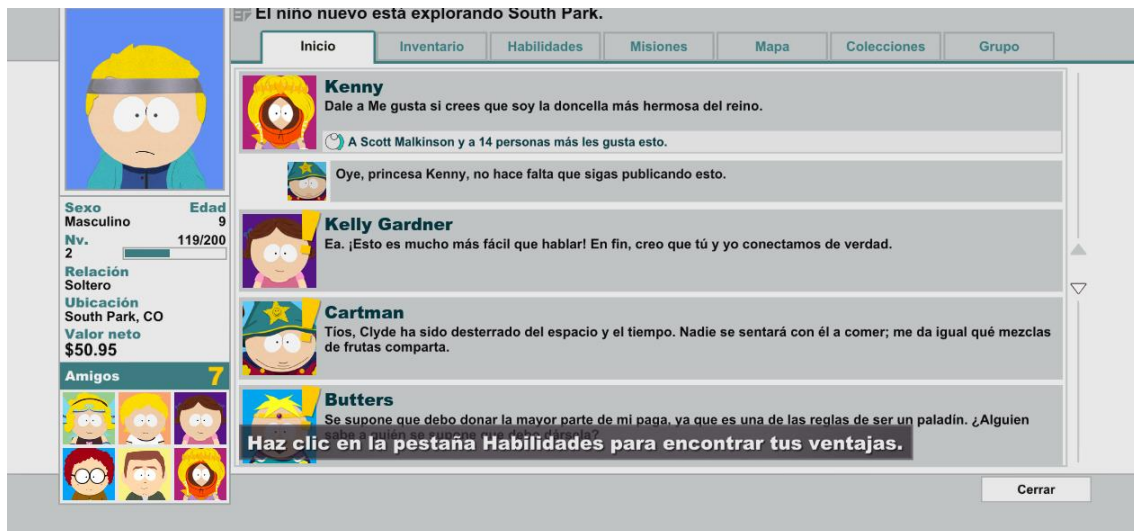 El niño nuevo está explorando South Park.
Inicio
Inventario
Habilidades
Misiones
Mapa
Colecciones
Grupo
Kenny
Dale a Me gusta si crees que soy la doncella más hermosa del reino.
A Scott Malkinson y a 14 personas más les gusta esto.
Oye, princesa Kenny, no hace falta que sigas publicando esto.
Sexo Edad
Masculino 9
Nv. 119/200
2
Relación
Soltero
Ubicación
South Park, CO
Valor neto
$50.95
Amigos 7
Kelly Gardner
Ea. ¡Esto es mucho más fácil que hablar! En fin, creo que tú y yo conectamos de verdad.
Cartman
Tíos, Clyde ha sido desterrado del espacio y el tiempo. Nadie se sentará con él a comer; me da igual qué mezclas
de frutas comparta.
Butters
Se supone que debo donar la mayor parte de mi paga, ya que es una de las reglas de ser un paladín. ¿Alguien
sabe a quién se supone que debo dársela?
Haz clic en la pestaña Habilidades para encontrar tus ventajas.
Cerrar